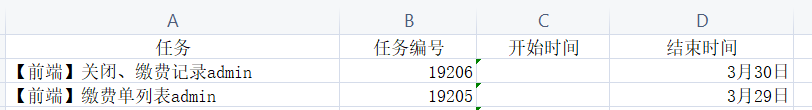 A B C D
任务 任务编号 开始时间 结束时间
【前端】关闭、缴费记录admin 19206 3月30日
【前端】缴费单列表admin 19205 3月29日